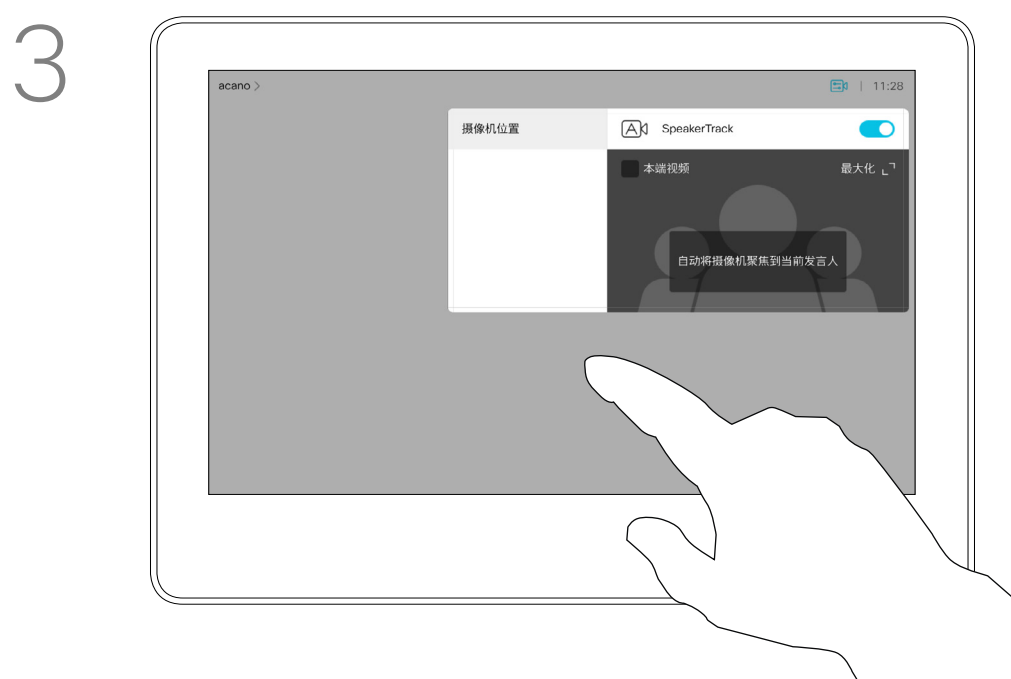 3
acano >
11:28
摄像机位置
SpeakerTrack
本端视频
最大化
自动将摄像机聚焦到当前发言人